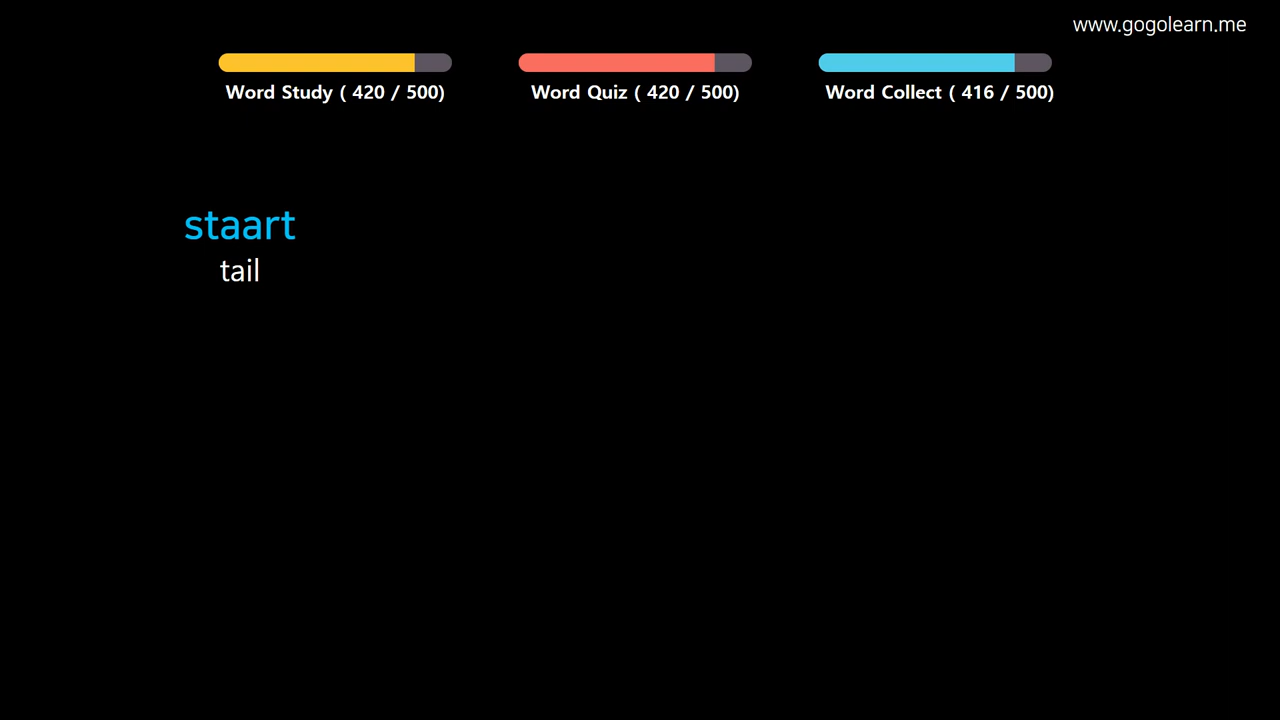 www.gogolearn.me
Word Study ( 420 / 500)
Word Quiz ( 420 / 500)
Word Collect ( 416 / 500)
staart
tail